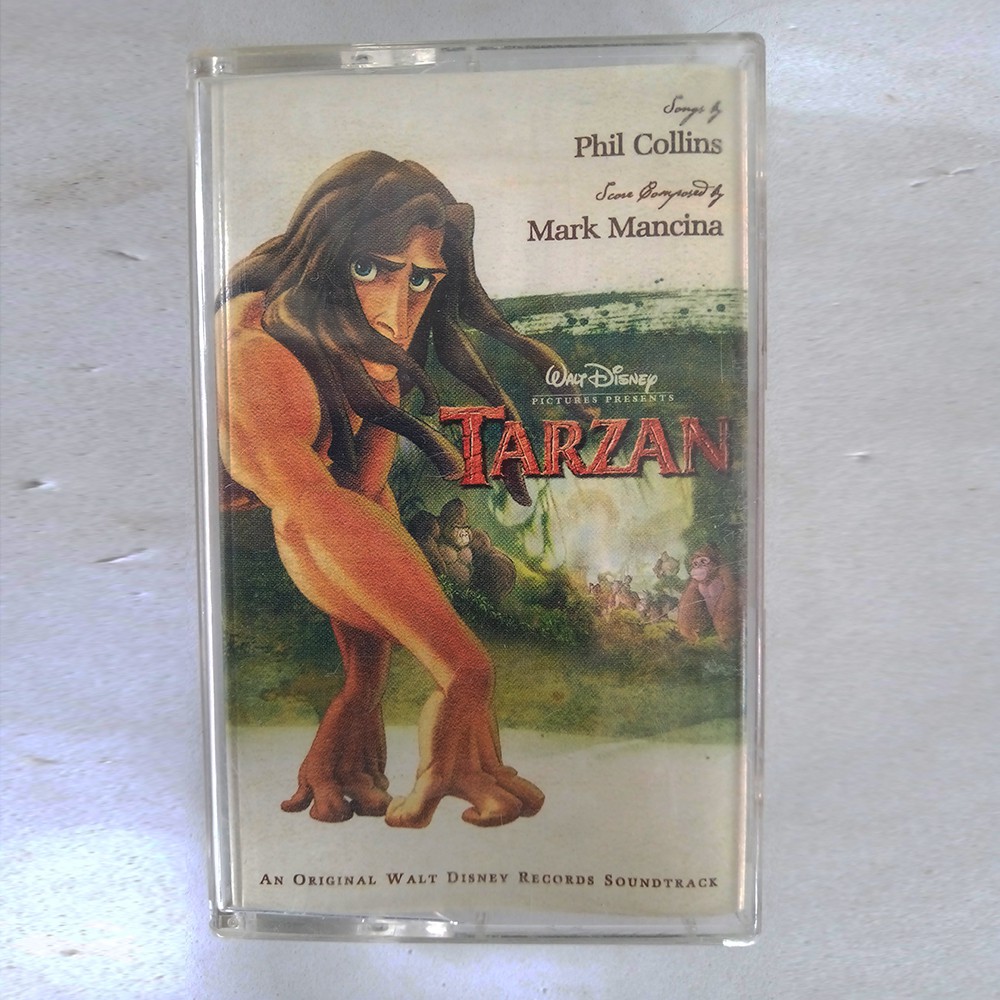 Songs by
Phil Collins
Score Composed by
Mark Mancina
Walt Disney
PICTURES PRESENTS
TARZAN
AN ORIGINAL WALT DISNEY RECORDS SOUNDTRACK